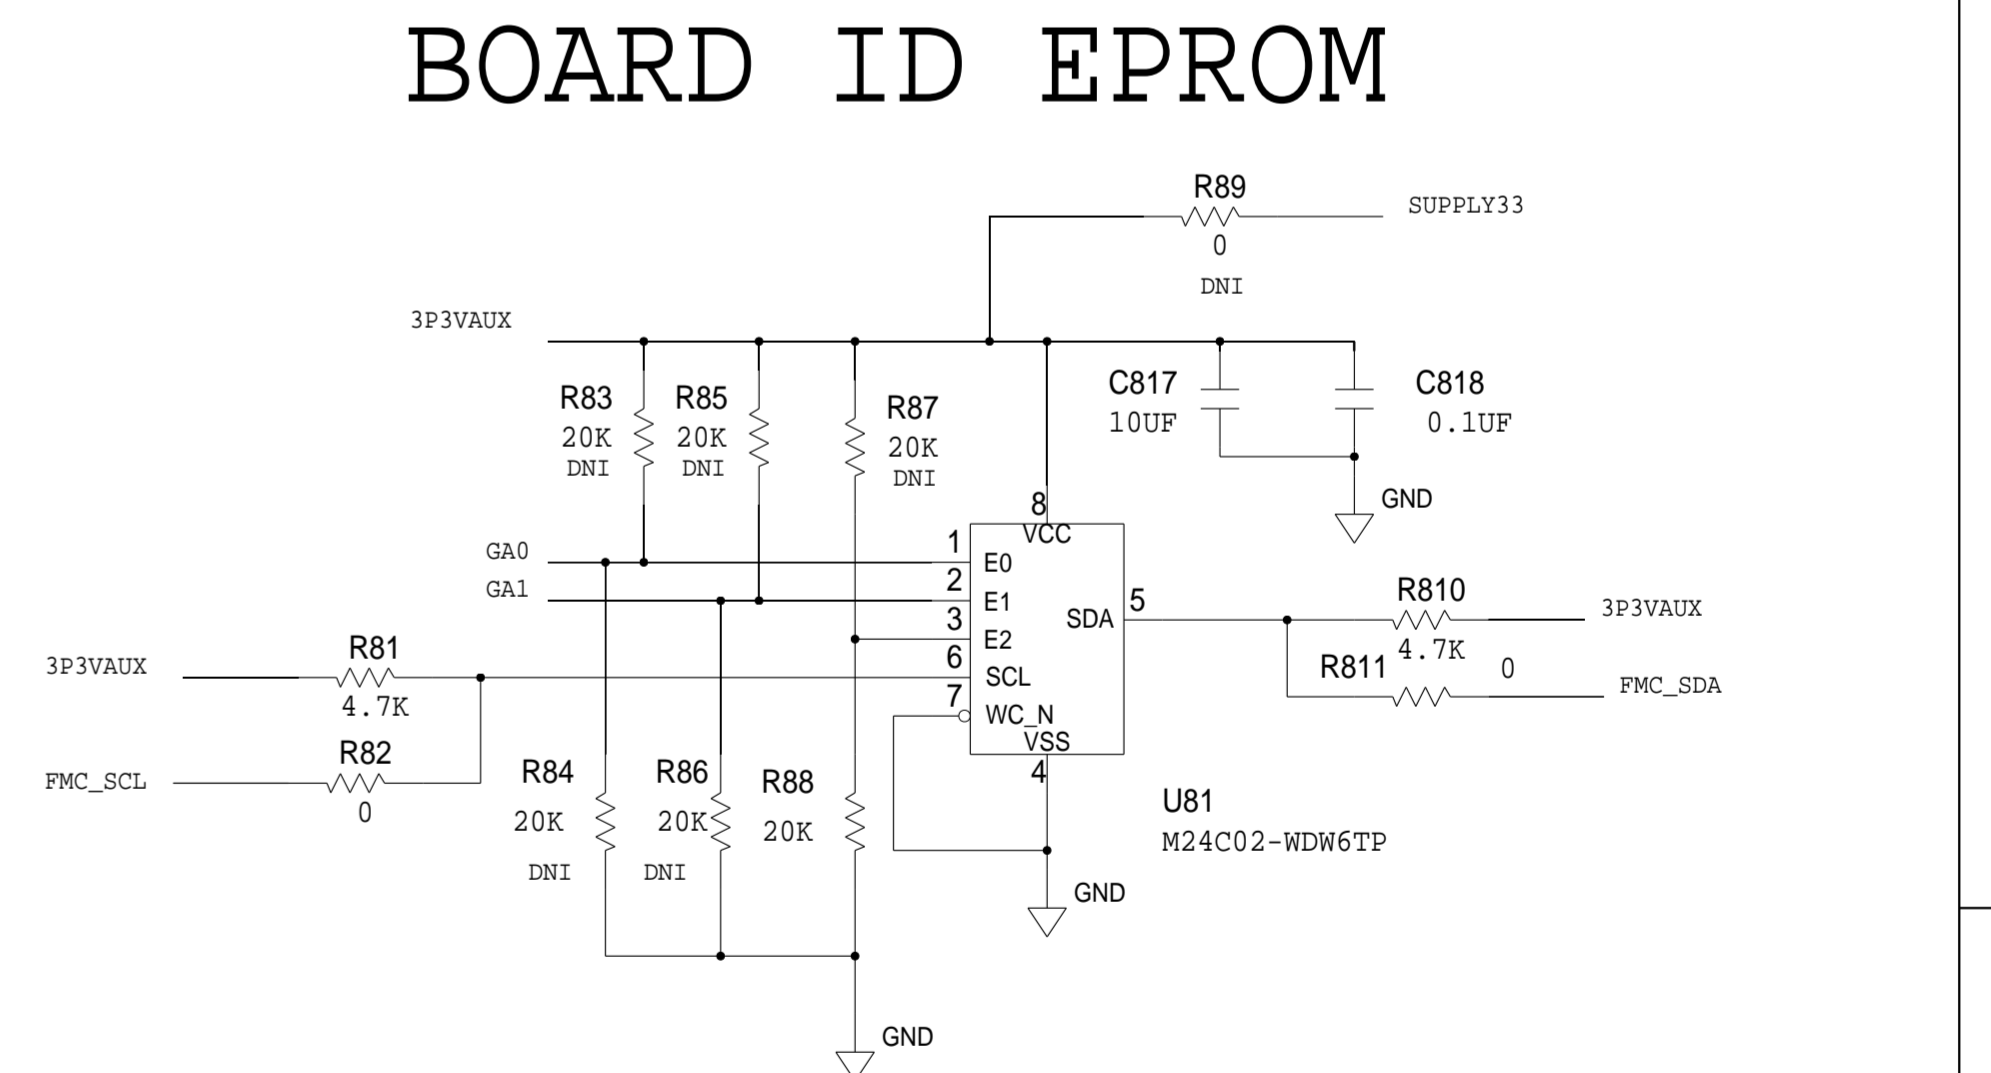 BOARD ID EPROM
R89
SUPPLY33
0
DNI
3P3VAUX
R83
20K
DNI
R85
20K
DNI
R87
20K
DNI
C817
10UF
C818
0.1UF
GND
8
VCC
GA0
1
E0
GA1
2
E1
3
E2
6
SCL
7
WC_N
VSS
4
SDA
5
R810
4.7K
3P3VAUX
R811
0
FMC_SDA
3P3VAUX
R81
4.7K
R82
FMC_SCL
0
R84
20K
DNI
R86
20K
DNI
R88
20K
U81
M24C02-WDW6TP
GND
GND